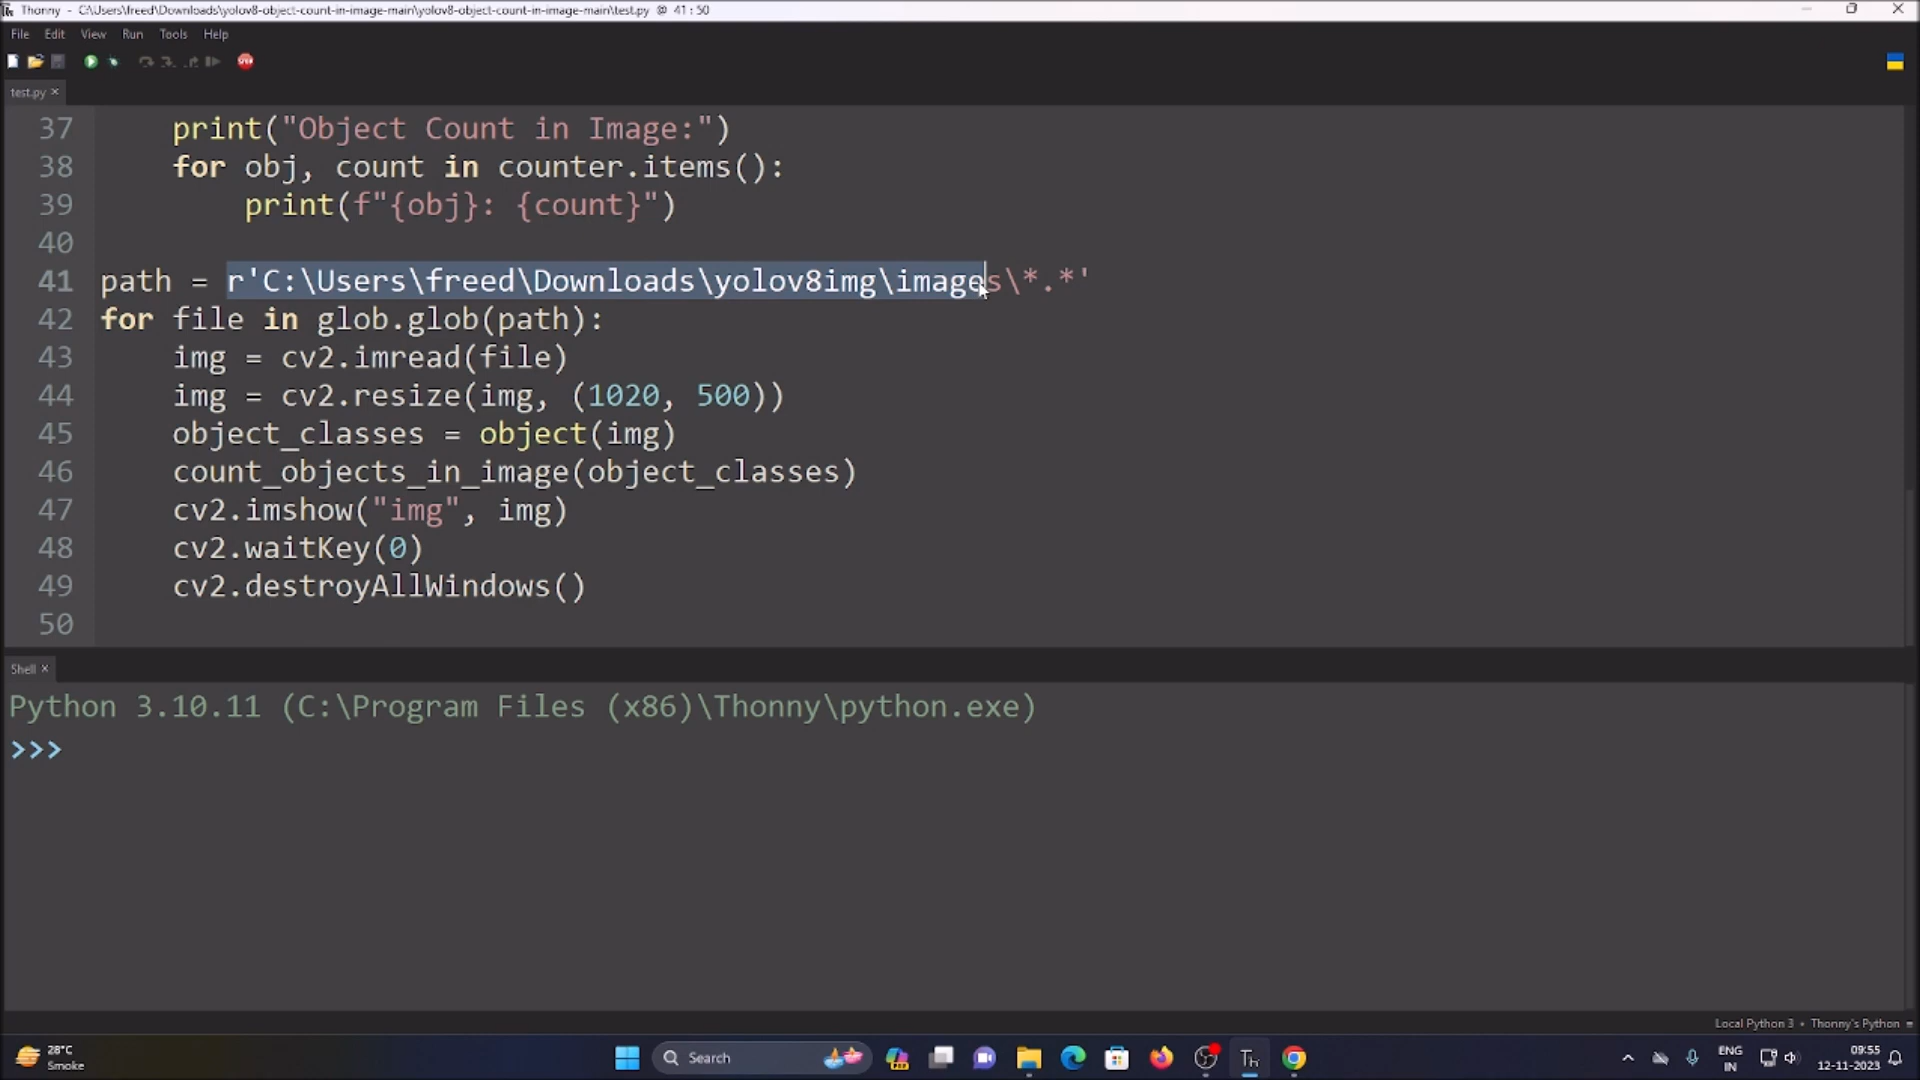 Thonny - C:\Users\freed\Downloads\yolov8-object-count-in-image-main\yolov8-object-count-in-image-main\test.py @ 41 : 50
File Edit View Run Tools Help
test.py ×
37     print("Object Count in Image:")
38     for obj, count in counter.items():
39         print(f"{obj}: {count}")
40
41 path = r'C:\Users\freed\Downloads\yolov8img\images\*.*'
42 for file in glob.glob(path):
43     img = cv2.imread(file)
44     img = cv2.resize(img, (1020, 500))
45     object_classes = object(img)
46     count_objects_in_image(object_classes)
47     cv2.imshow("img", img)
48     cv2.waitKey(0)
49     cv2.destroyAllWindows()
50
Shell ×
Python 3.10.11 (C:\Program Files (x86)\Thonny\python.exe)
>>>
Local Python 3 • Thonny's Python
28°C
Smoke
Search
Th
ENG
IN
09:55
12-11-2023